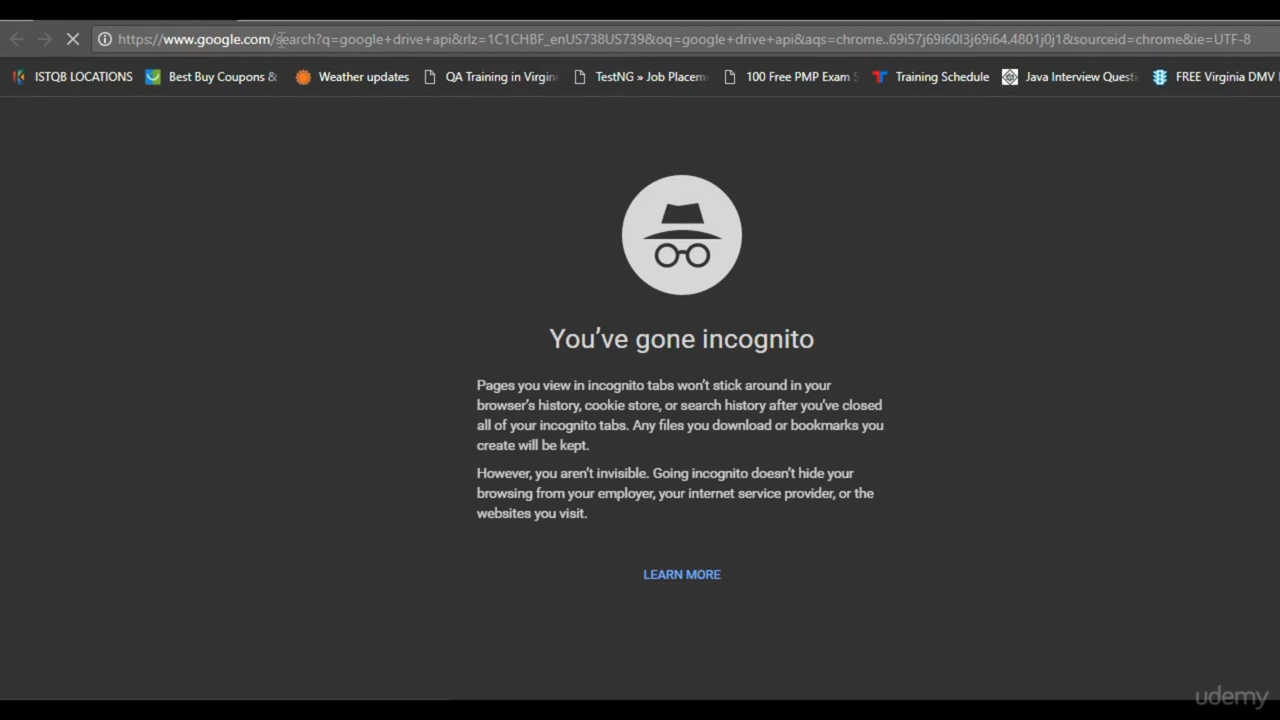 https://www.google.com/search?q=google+drive+api&rlz=1C1CHBF_enUS738US739&oq=google+drive+api&aqs=chrome..69i57j69i60l3j69i64.4801j0j1&sourceid=chrome&ie=UTF-8
ISTQB LOCATIONS Best Buy Coupons & Weather updates QA Training in Virgin TestNG » Job Placem 100 Free PMP Exam S Training Schedule Java Interview Questi FREE Virginia DMV
You've gone incognito
Pages you view in incognito tabs won't stick around in your
browser's history, cookie store, or search history after you've closed
all of your incognito tabs. Any files you download or bookmarks you
create will be kept.
However, you aren't invisible. Going incognito doesn't hide your
browsing from your employer, your internet service provider, or the
websites you visit.
LEARN MORE
udemy